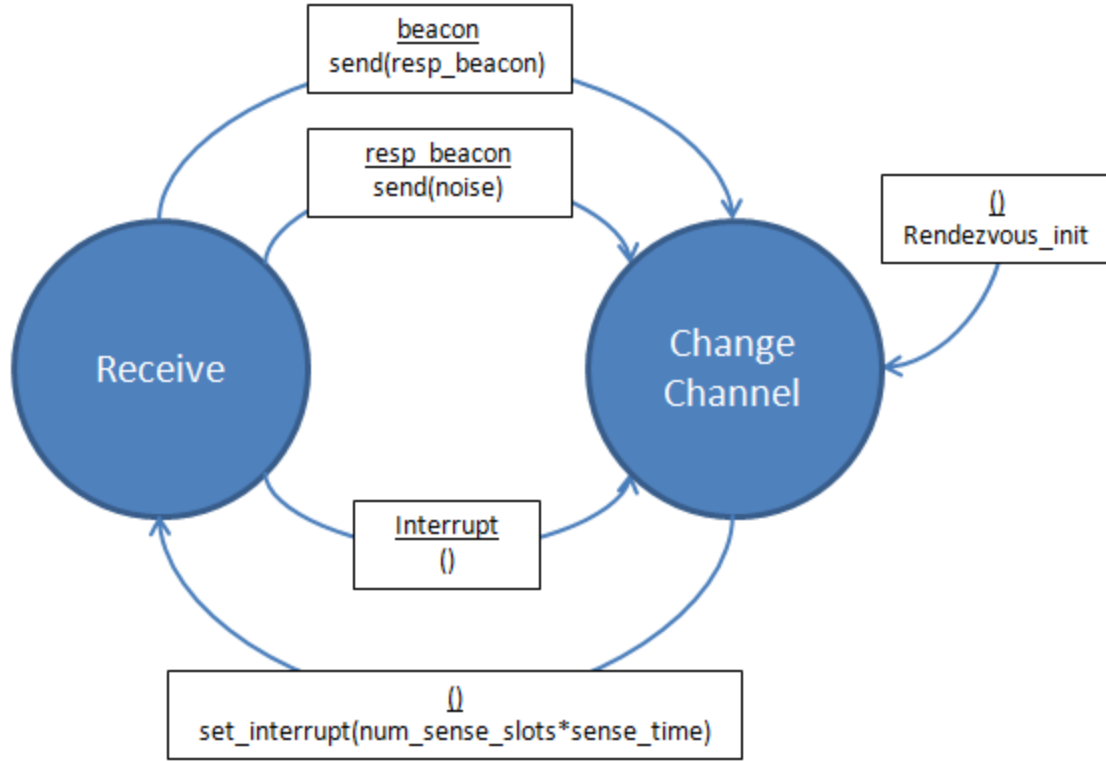 beacon
send(resp_beacon)
resp_beacon
send(noise)
()
Rendezvous_init
Receive
Change
Channel
Interrupt
()
()
set_interrupt(num_sense_slots*sense_time)